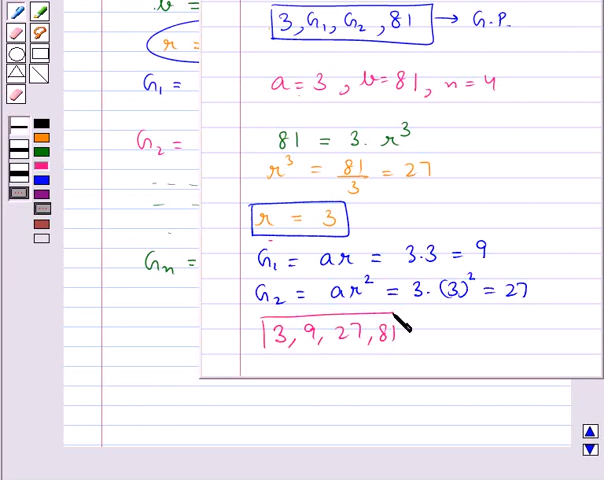 b =
r =
G₁ =
G₂ =
Gₙ =
3, G₁, G₂, 81 → G.P.
a = 3, b = 81, n = 4
81 = 3. r³
r³ = 81/3 = 27
r = 3
G₁ = ar = 3.3 = 9
G₂ = ar² = 3. (3)² = 27
3, 9, 27, 81